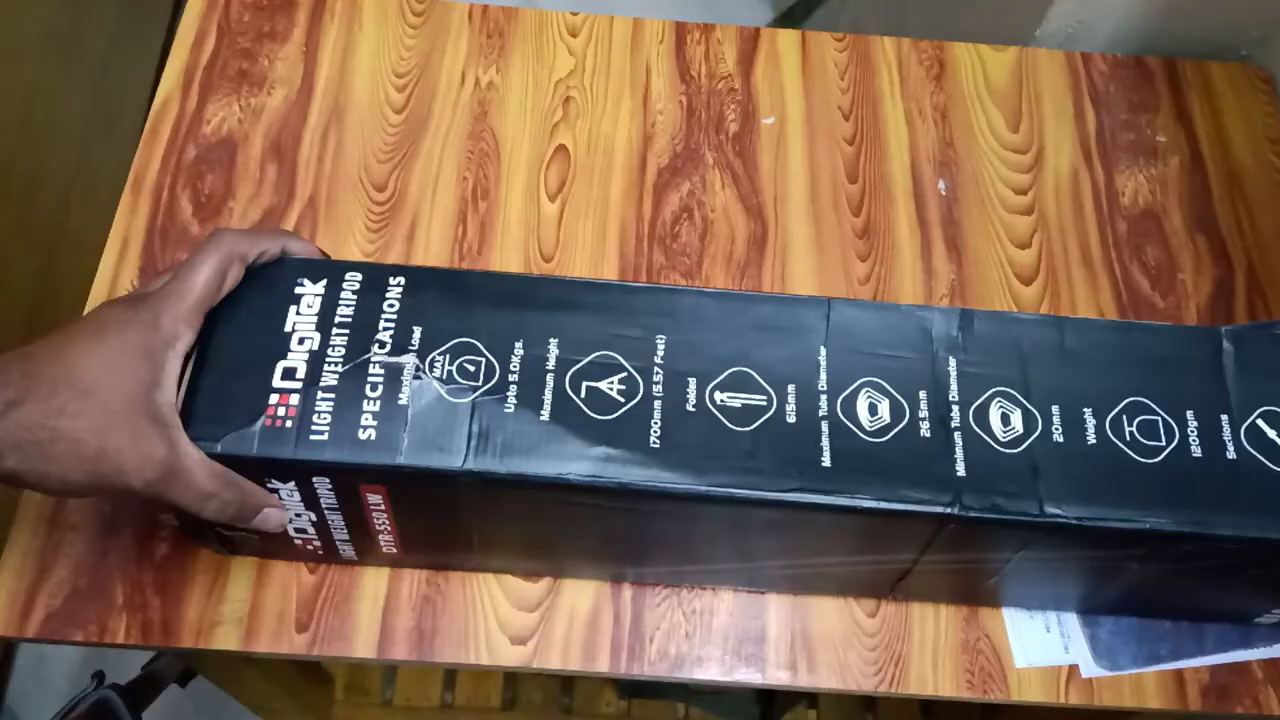 DigiTek
LIGHT WEIGHT TRIPOD
SPECIFICATIONS
Maximum Load
MAX
Upto 5.0Kgs.
Maximum Height
1700mm (5.57 Feet)
Folded
615mm
Maximum Tube Diameter
26.5mm
Minimum Tube Diameter
20mm
Weight
1200gm
Sections
DigiTek
LIGHT WEIGHT TRIPOD
DTR-550 LW